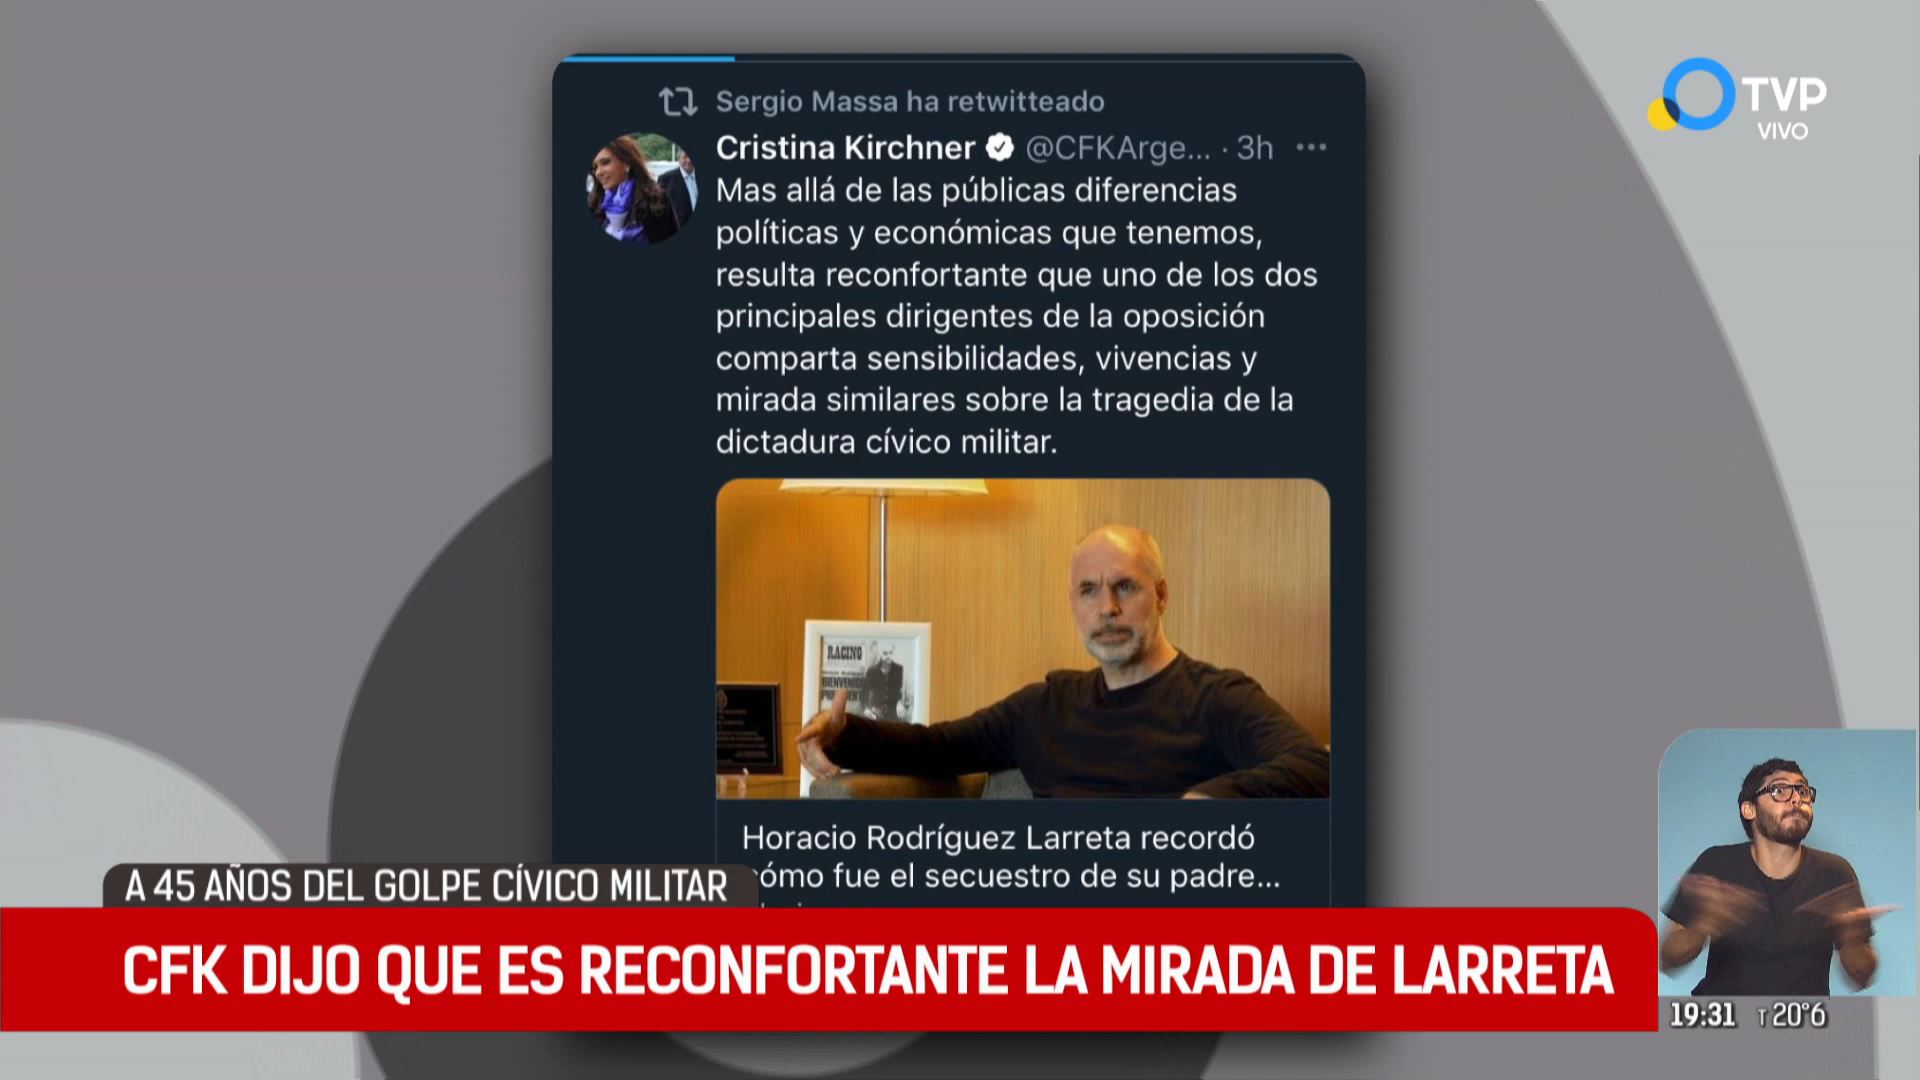 Sergio Massa ha retwitteado
Cristina Kirchner @CFKArge... · 3h
Mas allá de las públicas diferencias
políticas y económicas que tenemos,
resulta reconfortante que uno de los dos
principales dirigentes de la oposición
comparta sensibilidades, vivencias y
mirada similares sobre la tragedia de la
dictadura cívico militar.
RACING
BIENVENIDO
Horacio Rodríguez Larreta recordó
cómo fue el secuestro de su padre...
A 45 AÑOS DEL GOLPE CÍVICO MILITAR
CFK DIJO QUE ES RECONFORTANTE LA MIRADA DE LARRETA
TVP
VIVO
19:31 T 20°6